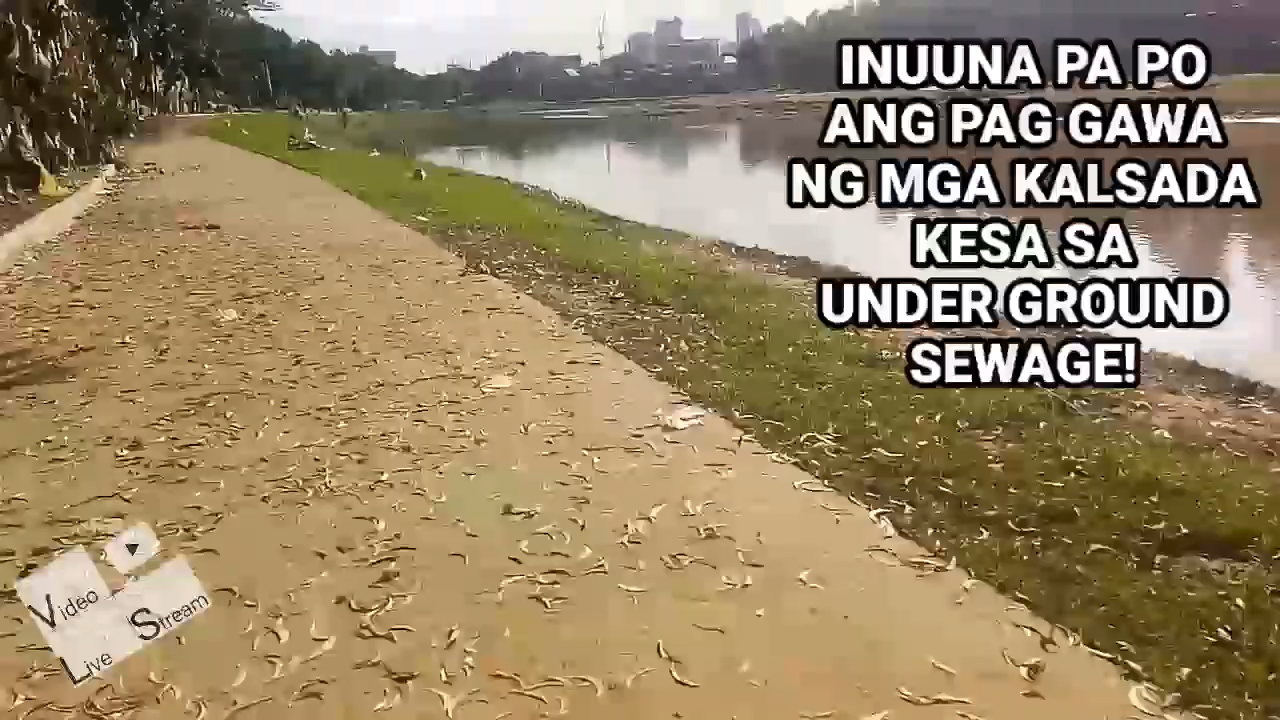 INUUNA PA PO
ANG PAG GAWA
NG MGA KALSADA
KESA SA
UNDER GROUND
SEWAGE!
Video
Live
Stream